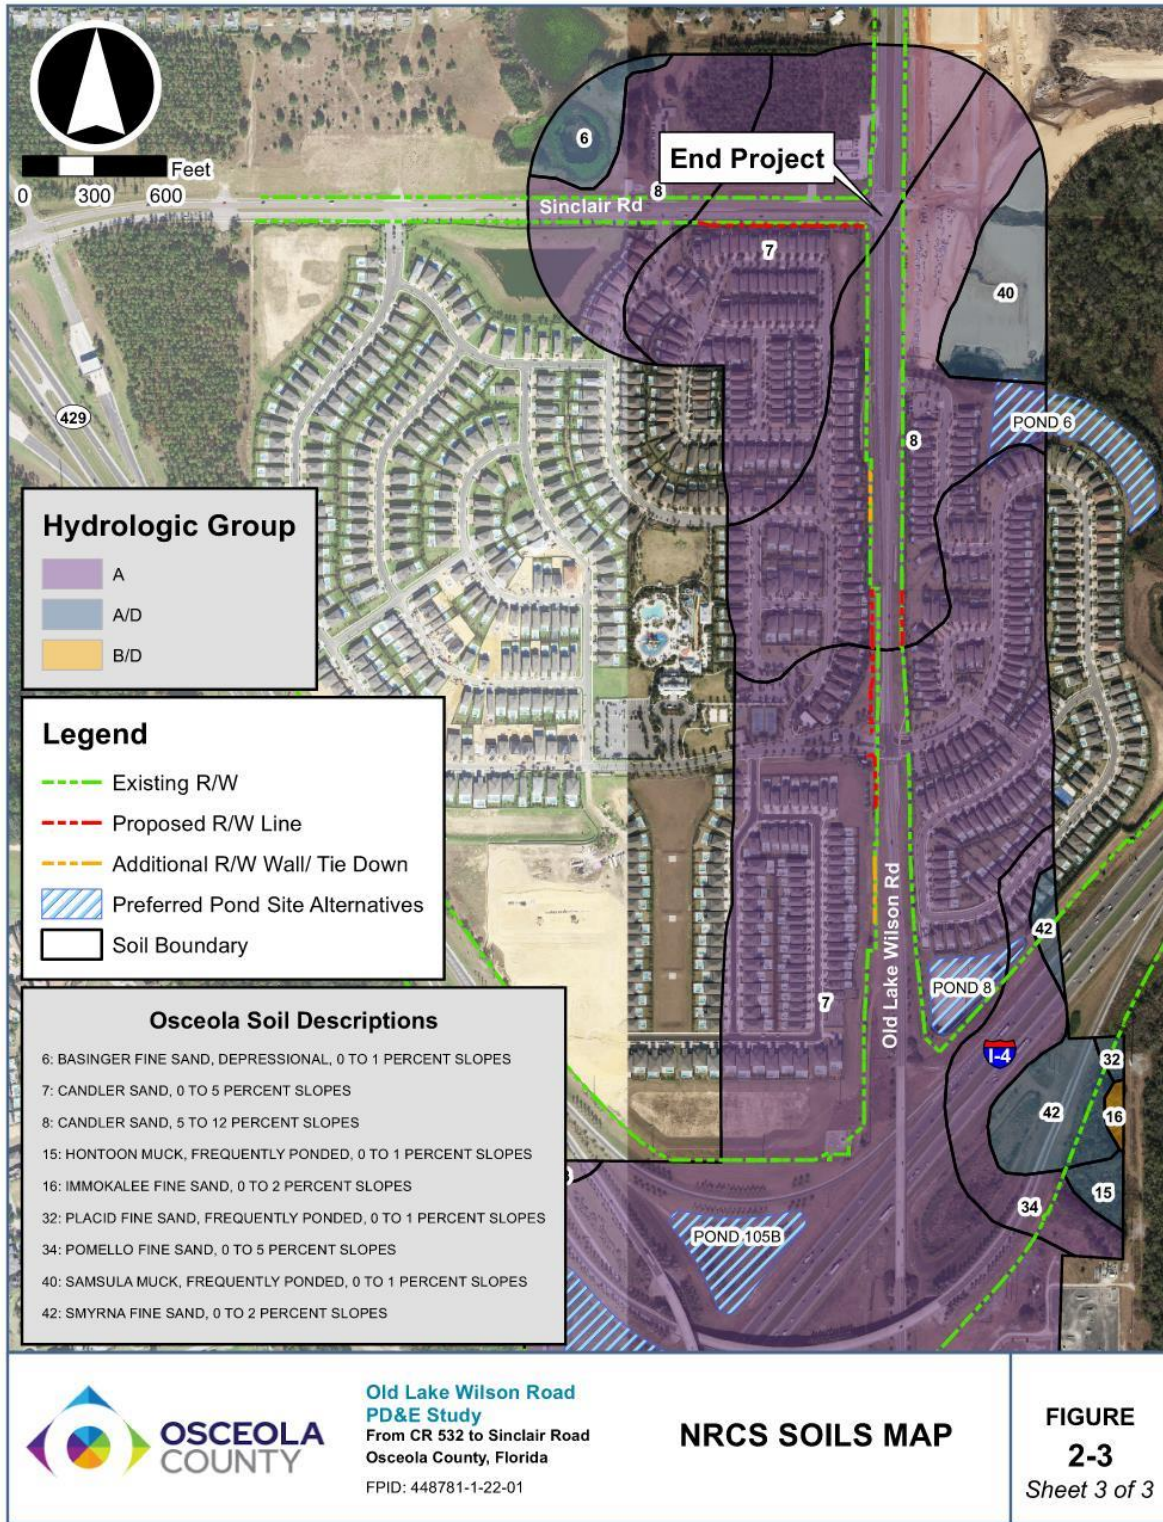 Feet
0 300 600
6
End Project
8
Sinclair Rd
7
40
429
POND 6
8
Hydrologic Group
A
A/D
B/D
Legend
Existing R/W
Proposed R/W Line
Additional R/W Wall/ Tie Down
Preferred Pond Site Alternatives
Soil Boundary
42
POND 8
Old Lake Wilson Rd
7
I-4
32
42
16
15
34
POND 105B
Osceola Soil Descriptions
6: BASINGER FINE SAND, DEPRESSIONAL, 0 TO 1 PERCENT SLOPES
7: CANDLER SAND, 0 TO 5 PERCENT SLOPES
8: CANDLER SAND, 5 TO 12 PERCENT SLOPES
15: HONTOON MUCK, FREQUENTLY PONDED, 0 TO 1 PERCENT SLOPES
16: IMMOKALEE FINE SAND, 0 TO 2 PERCENT SLOPES
32: PLACID FINE SAND, FREQUENTLY PONDED, 0 TO 1 PERCENT SLOPES
34: POMELLO FINE SAND, 0 TO 5 PERCENT SLOPES
40: SAMSULA MUCK, FREQUENTLY PONDED, 0 TO 1 PERCENT SLOPES
42: SMYRNA FINE SAND, 0 TO 2 PERCENT SLOPES
OSCEOLA
COUNTY
Old Lake Wilson Road
PD&E Study
From CR 532 to Sinclair Road
Osceola County, Florida
FPID: 448781-1-22-01
NRCS SOILS MAP
FIGURE
2-3
Sheet 3 of 3